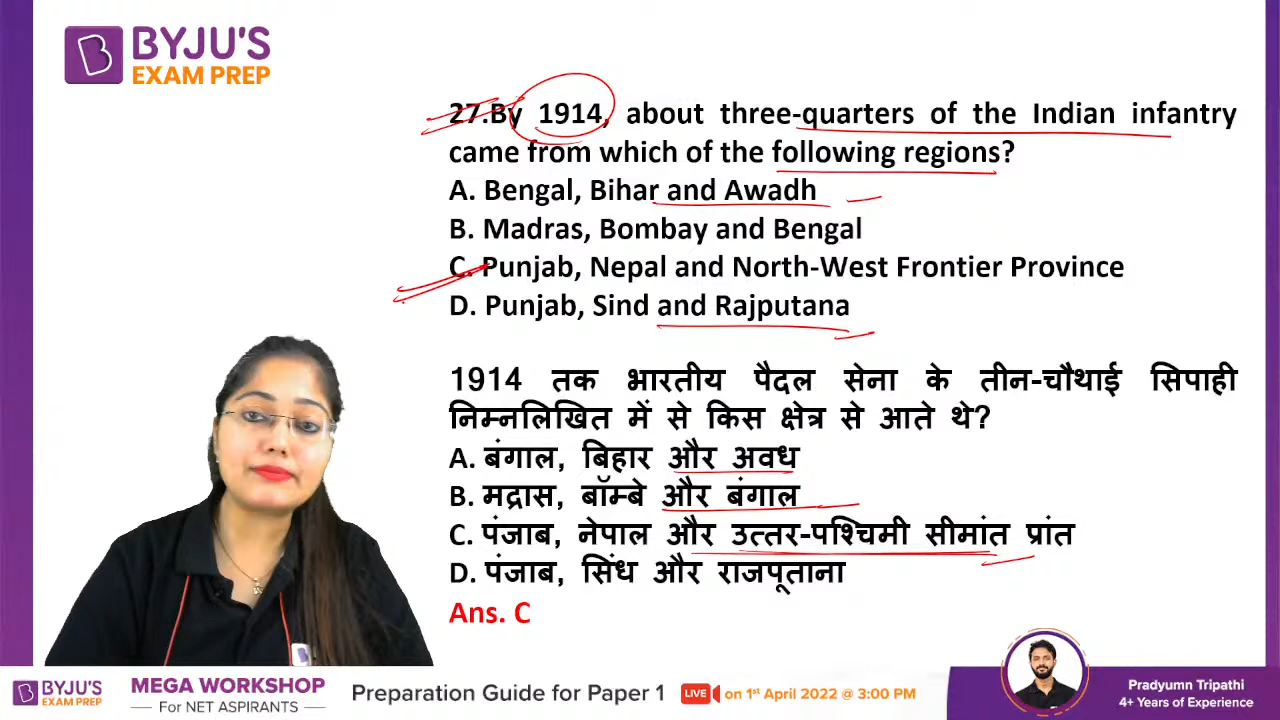 BYJU'S
EXAM PREP
27.By 1914, about three-quarters of the Indian infantry
came from which of the following regions?
A. Bengal, Bihar and Awadh
B. Madras, Bombay and Bengal
C. Punjab, Nepal and North-West Frontier Province
D. Punjab, Sind and Rajputana
1914 तक भारतीय पैदल सेना के तीन-चौथाई सिपाही
निम्नलिखित में से किस क्षेत्र से आते थे?
A. बंगाल, बिहार और अवध
B. मद्रास, बॉम्बे और बंगाल
C. पंजाब, नेपाल और उत्तर-पश्चिमी सीमांत प्रांत
D. पंजाब, सिंध और राजपूताना
Ans. C
BYJU'S
EXAM PREP
MEGA WORKSHOP
For NET ASPIRANTS
Preparation Guide for Paper 1 LIVE on 1st April 2022 @ 3:00 PM
Pradyumn Tripathi
4+ Years of Experience